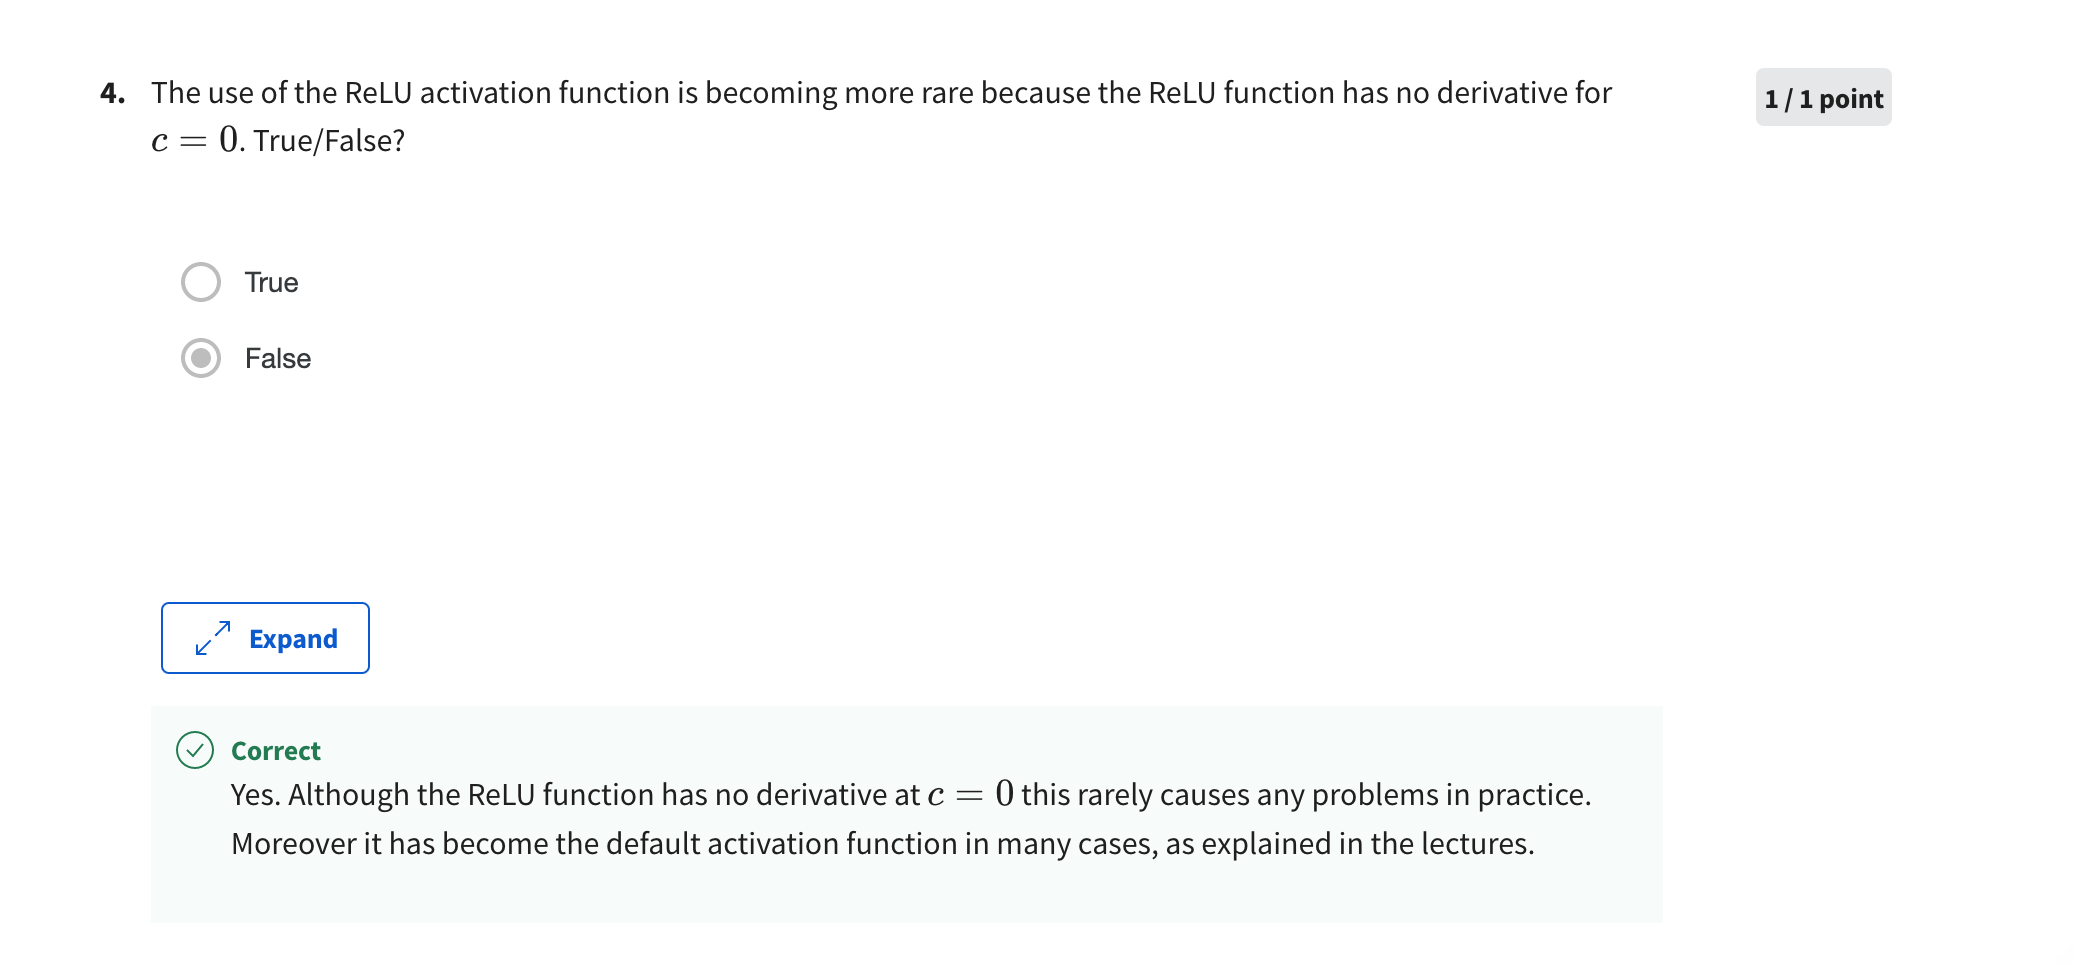 4. The use of the ReLU activation function is becoming more rare because the ReLU function has no derivative for
c = 0. True/False?
1 / 1 point
True
False
Expand
Correct
Yes. Although the ReLU function has no derivative at c = 0 this rarely causes any problems in practice.
Moreover it has become the default activation function in many cases, as explained in the lectures.